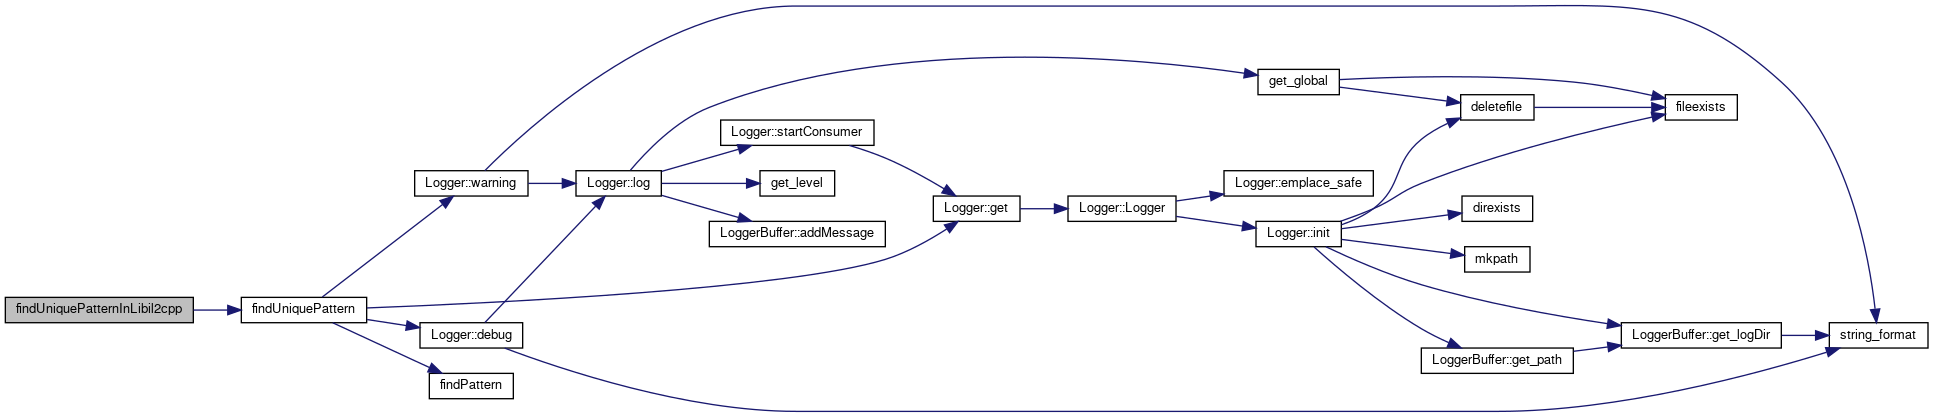 findUniquePatternInLibil2cpp
findUniquePattern
Logger::warning
Logger::debug
findPattern
Logger::log
Logger::startConsumer
get_level
LoggerBuffer::addMessage
Logger::get
Logger::Logger
Logger::emplace_safe
get_global
Logger::init
deletefile
direxists
mkpath
LoggerBuffer::get_path
fileexists
LoggerBuffer::get_logDir
string_format